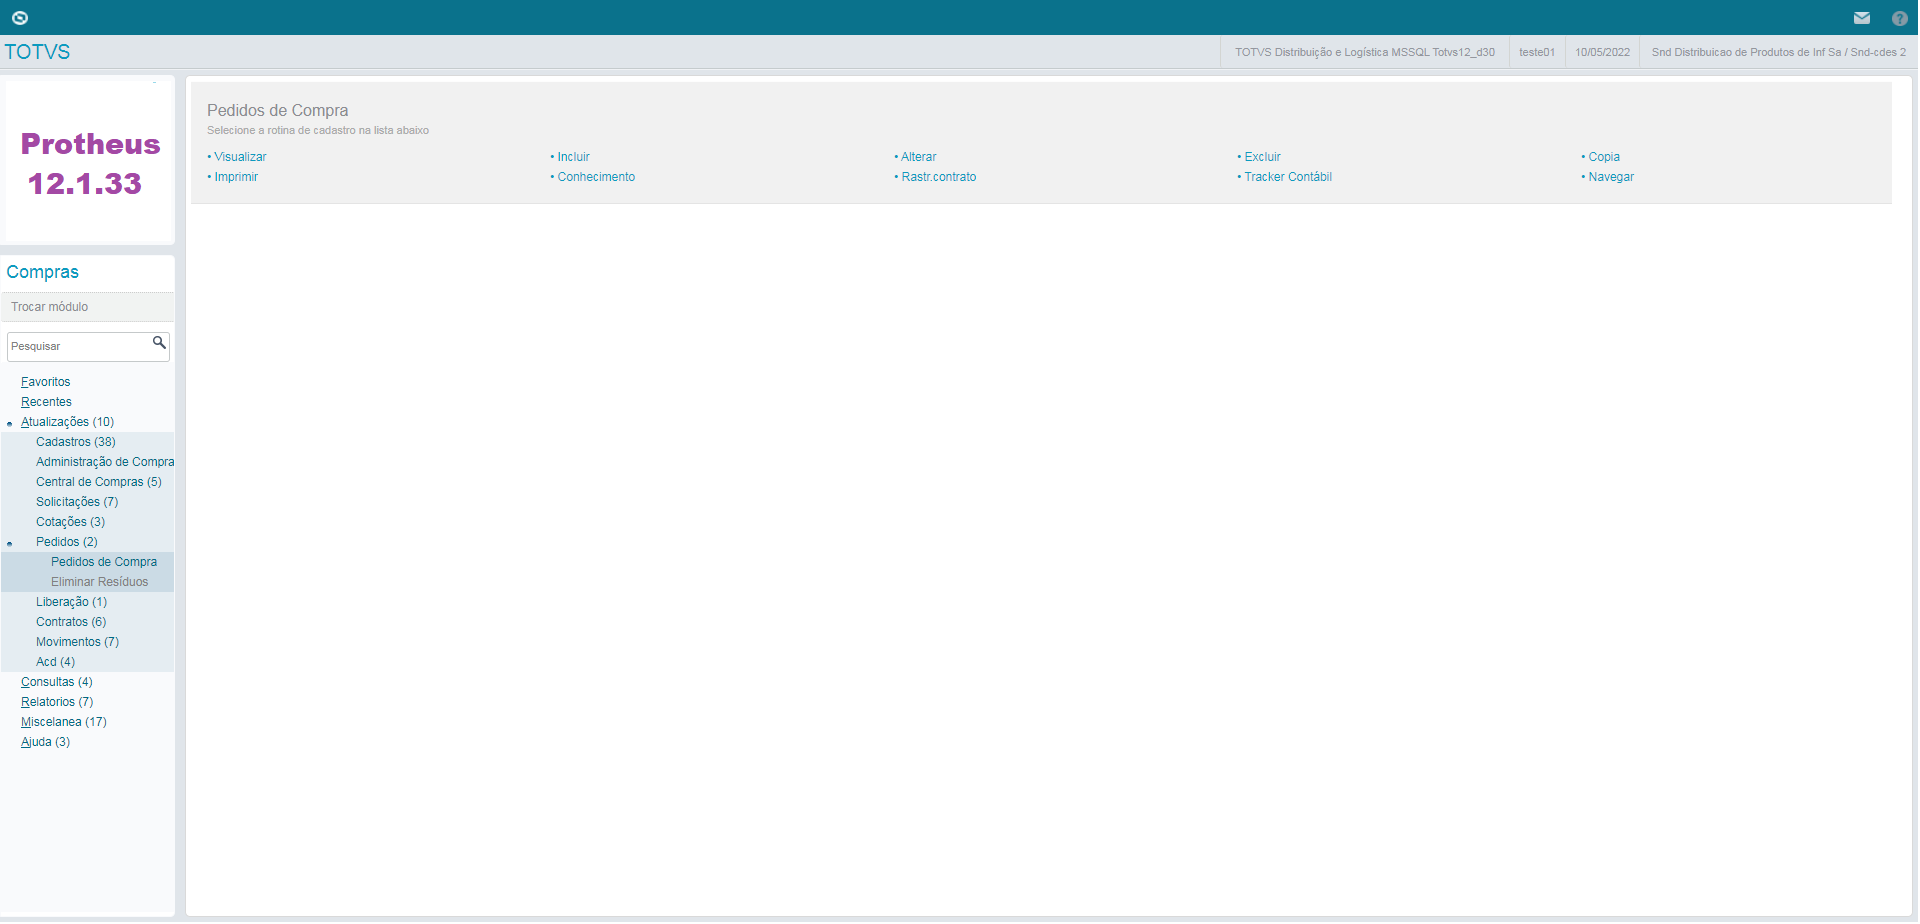 TOTVS
TOTVS Distribuição e Logística MSSQL Totvs12_d30
teste01
10/05/2022
Snd Distribuicao de Produtos de Inf Sa / Snd-cdes 2
Protheus
12.1.33
Compras
Trocar módulo
Pesquisar
Favoritos
Recentes
Atualizações (10)
Cadastros (38)
Administração de Compra
Central de Compras (5)
Solicitações (7)
Cotações (3)
Pedidos (2)
Pedidos de Compra
Eliminar Resíduos
Liberação (1)
Contratos (6)
Movimentos (7)
Acd (4)
Consultas (4)
Relatorios (7)
Miscelanea (17)
Ajuda (3)
Pedidos de Compra
Selecione a rotina de cadastro na lista abaixo
• Visualizar
• Incluir
• Alterar
• Excluir
• Copia
• Imprimir
• Conhecimento
• Rastr.contrato
• Tracker Contábil
• Navegar